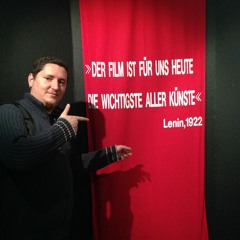 »DER FILM IST FÜR UNS HEUTE
DIE WICHTIGSTE ALLER KÜNSTE«
Lenin,1922